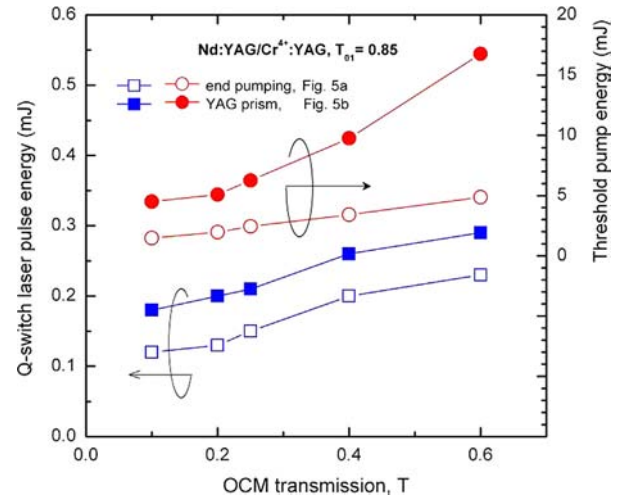 Nd:YAG/Cr⁴⁺:YAG, T₀₁= 0.85
end pumping, Fig. 5a
YAG prism, Fig. 5b
Q-switch laser pulse energy (mJ)
0.6
0.5
0.4
0.3
0.2
0.1
0.0
Threshold pump energy (mJ)
20
15
10
5
0
0.0 0.2 0.4 0.6
OCM transmission, T